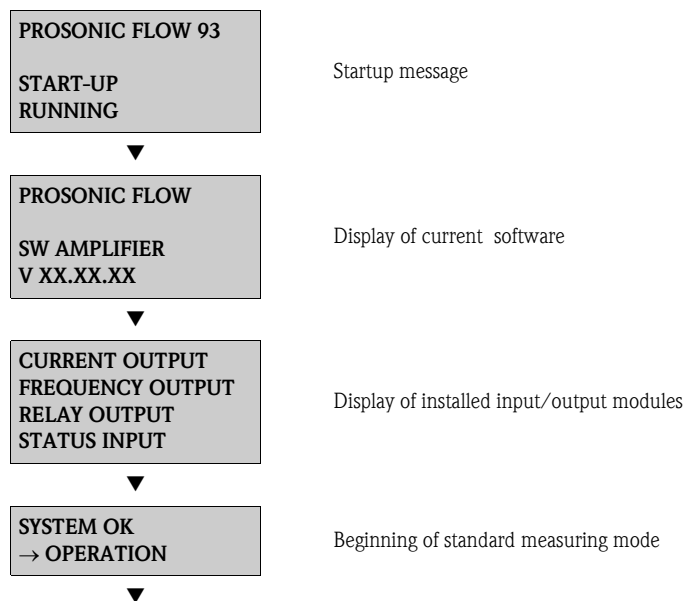 PROSONIC FLOW 93
START-UP
RUNNING
Startup message
▼
PROSONIC FLOW
SW AMPLIFIER
V XX.XX.XX
Display of current software
▼
CURRENT OUTPUT
FREQUENCY OUTPUT
RELAY OUTPUT
STATUS INPUT
Display of installed input/output modules
▼
SYSTEM OK
→ OPERATION
Beginning of standard measuring mode
▼